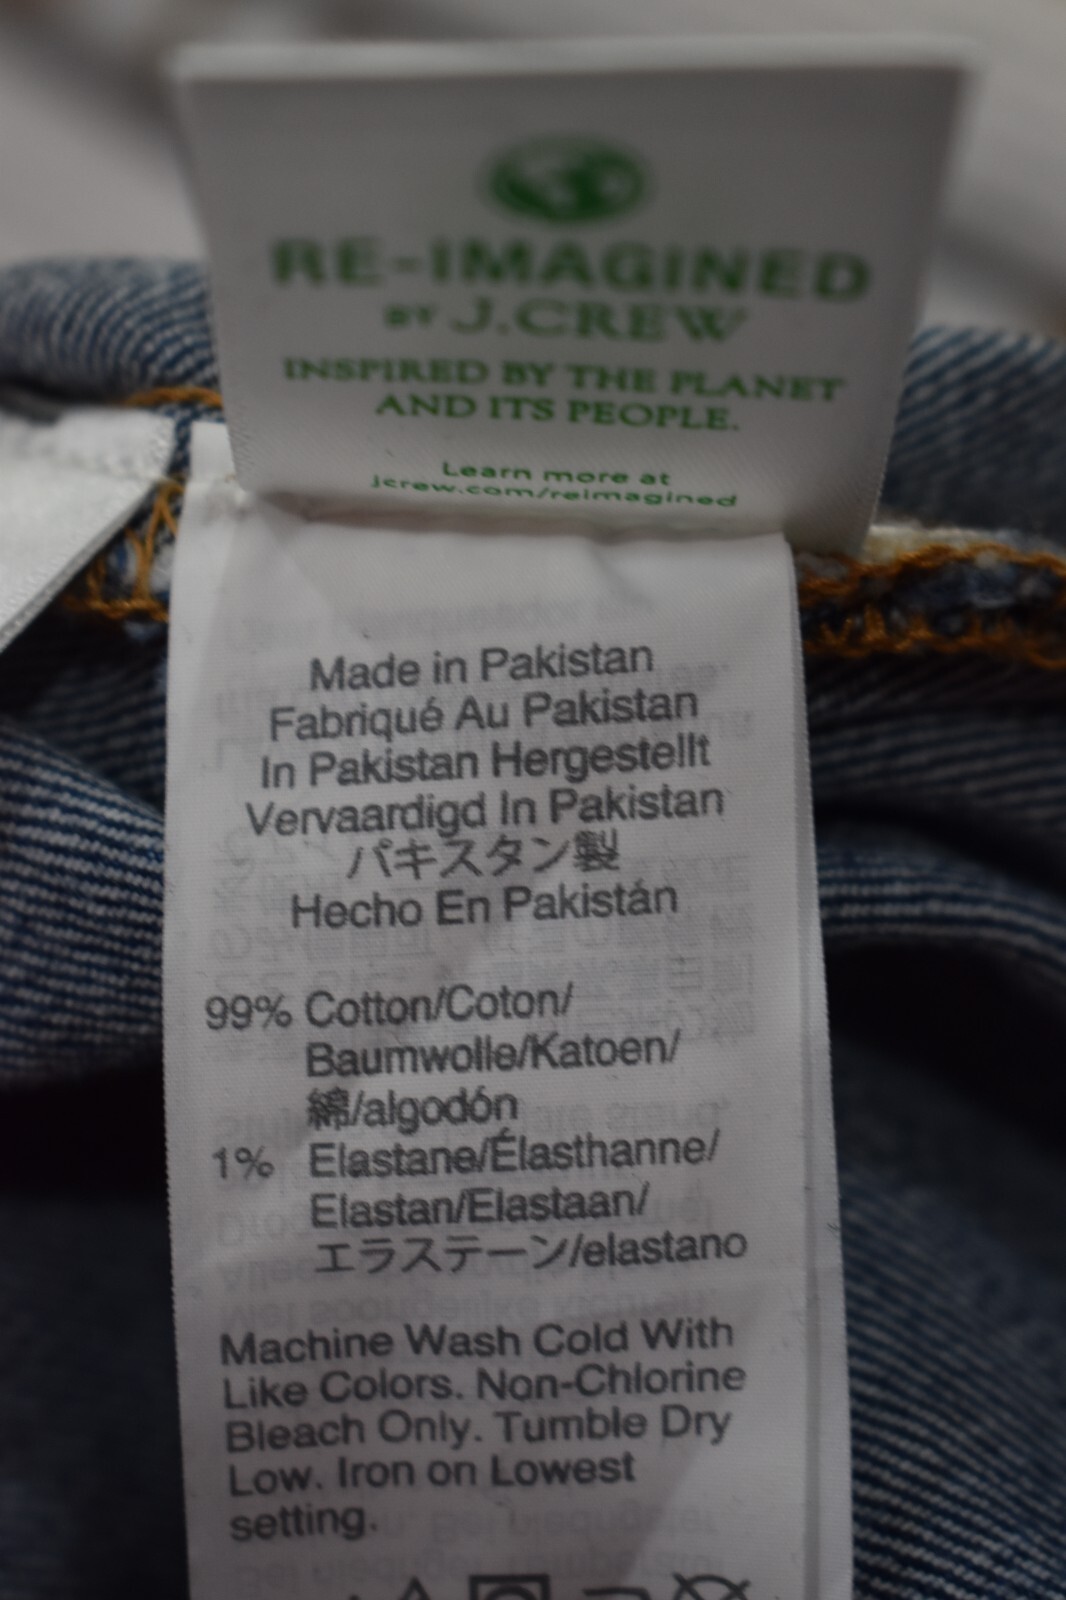 RE-IMAGINED
BY J.CREW
INSPIRED BY THE PLANET
AND ITS PEOPLE.
Learn more at
jcrew.com/reimagined
Made in Pakistan
Fabriqué Au Pakistan
In Pakistan Hergestellt
Vervaardigd In Pakistan
パキスタン製
Hecho En Pakistán
99% Cotton/Coton/
Baumwolle/Katoen/
綿/algodón
1% Elastane/Élasthanne/
Elastan/Elastaan/
エラステーン/elastano
Machine Wash Cold With
Like Colors. Non-Chlorine
Bleach Only. Tumble Dry
Low. Iron on Lowest
setting.